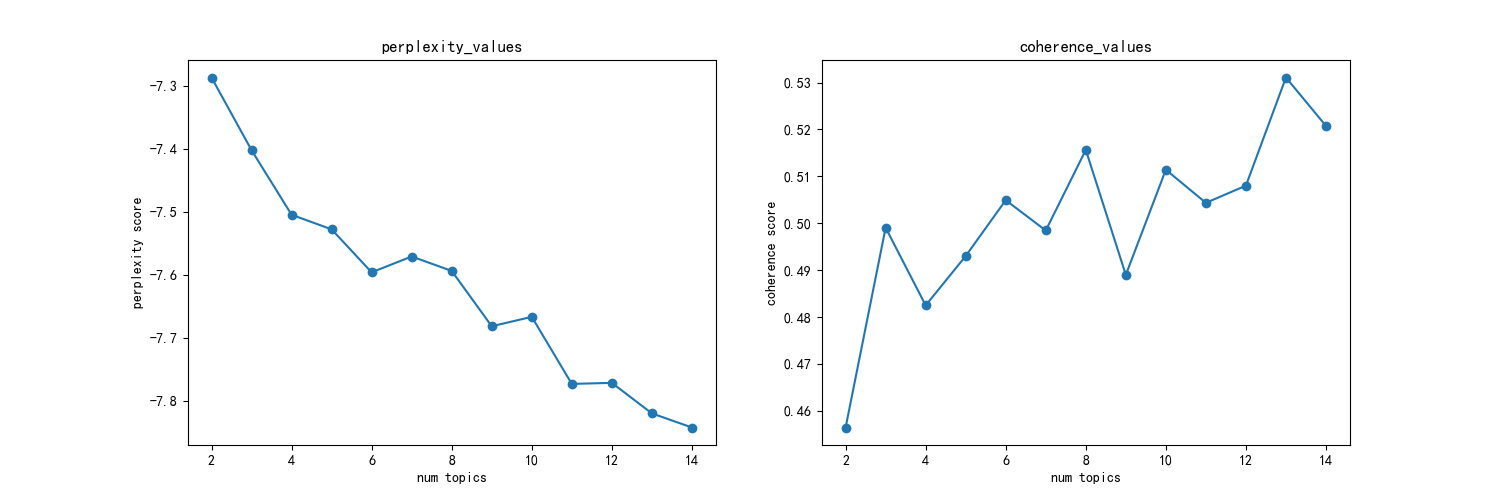 perplexity_values
perplexity score
-7.3
-7.4
-7.5
-7.6
-7.7
-7.8
2 4 6 8 10 12 14
num topics
coherence_values
coherence score
0.53
0.52
0.51
0.50
0.49
0.48
0.47
0.46
2 4 6 8 10 12 14
num topics